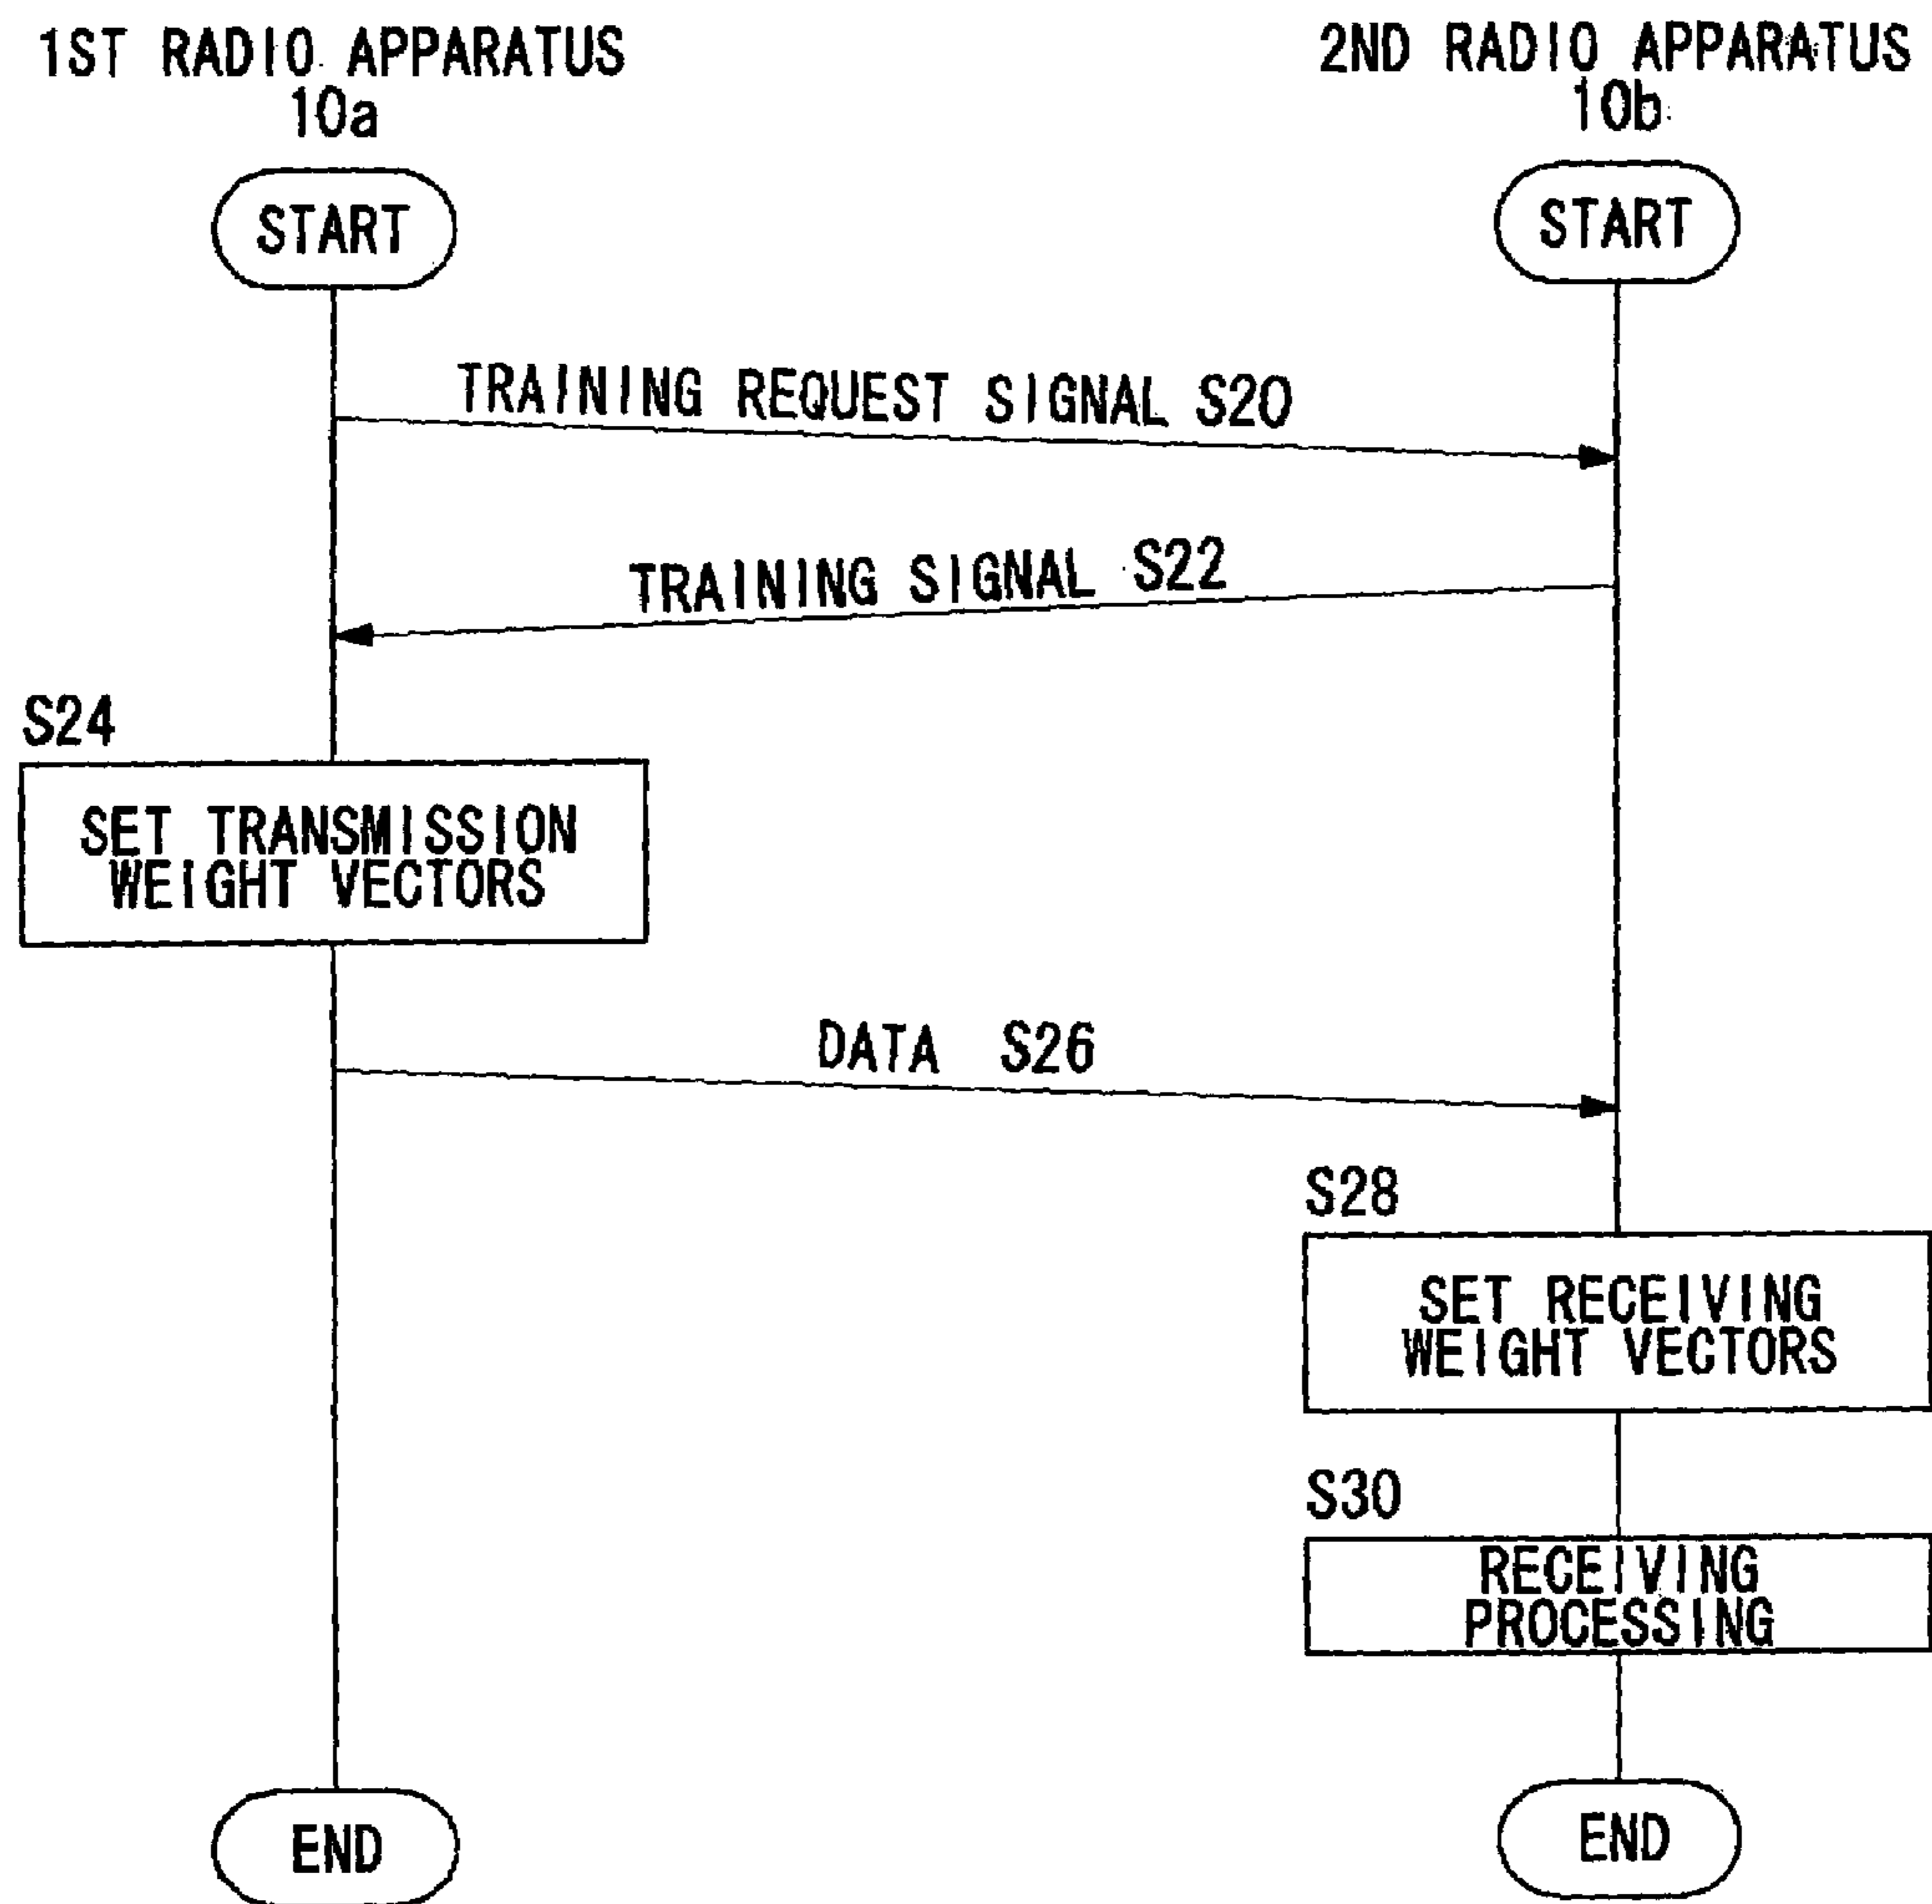 1ST RADIO APPARATUS
10a
2ND RADIO APPARATUS
10b
START
START
TRAINING REQUEST SIGNAL S20
TRAINING SIGNAL S22
S24
SET TRANSMISSION
WEIGHT VECTORS
DATA S26
S28
SET RECEIVING
WEIGHT VECTORS
S30
RECEIVING
PROCESSING
END
END